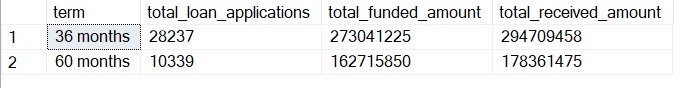 term total_loan_applications total_funded_amount total_received_amount
1 36 months 28237 273041225 294709458
2 60 months 10339 162715850 178361475